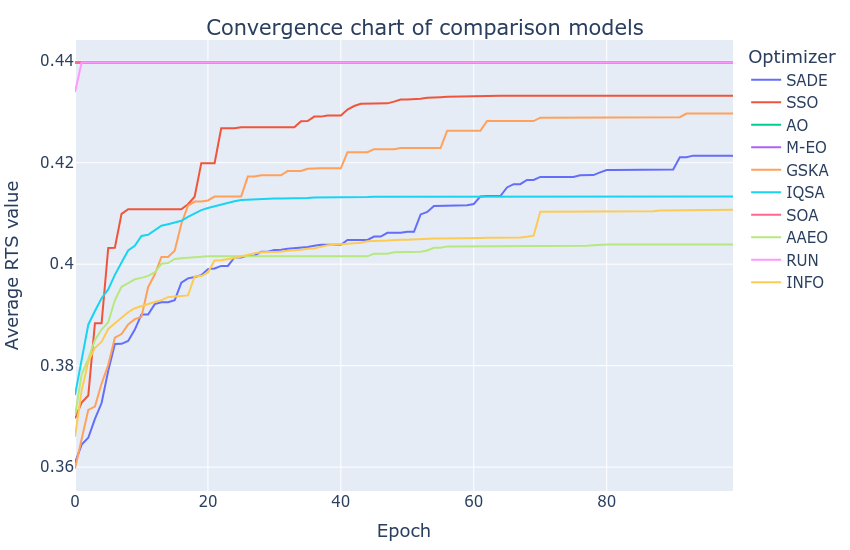 Convergence chart of comparison models
Average RTS value
0.44
0.42
0.4
0.38
0.36
0
20
40
60
80
Epoch
Optimizer
SADE
SSO
AO
M-EO
GSKA
IQSA
SOA
AAEO
RUN
INFO